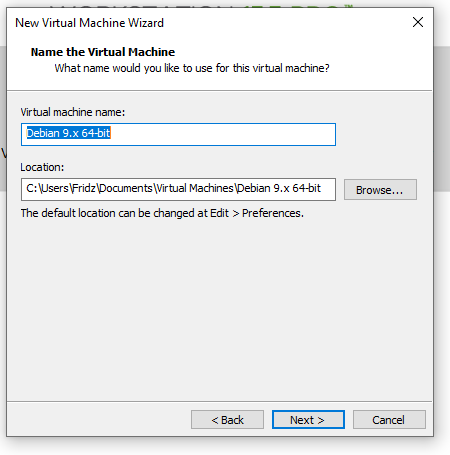 New Virtual Machine Wizard
Name the Virtual Machine
What name would you like to use for this virtual machine?
Virtual machine name:
Debian 9.x 64-bit
Location:
C:\Users\Fridz\Documents\Virtual Machines\Debian 9.x 64-bit
Browse...
The default location can be changed at Edit > Preferences.
< Back
Next >
Cancel